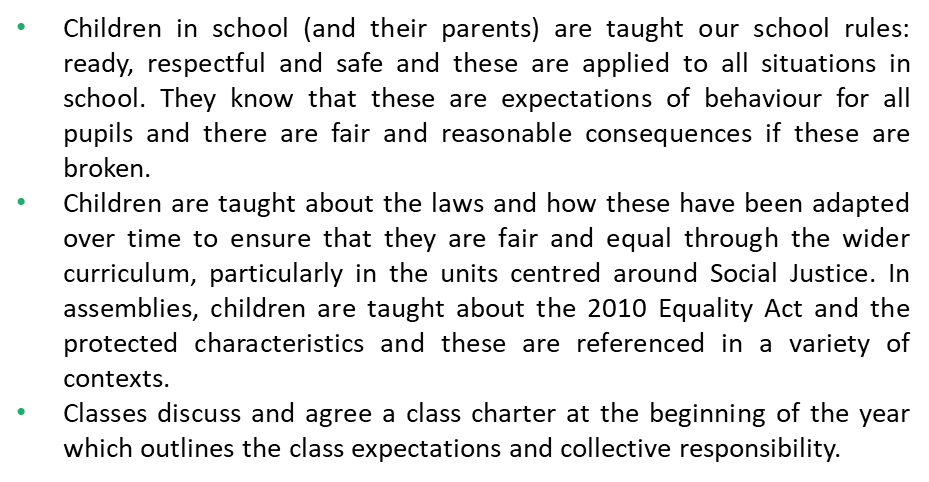 • Children in school (and their parents) are taught our school rules:
ready, respectful and safe and these are applied to all situations in
school. They know that these are expectations of behaviour for all
pupils and there are fair and reasonable consequences if these are
broken.
• Children are taught about the laws and how these have been adapted
over time to ensure that they are fair and equal through the wider
curriculum, particularly in the units centred around Social Justice. In
assemblies, children are taught about the 2010 Equality Act and the
protected characteristics and these are referenced in a variety of
contexts.
• Classes discuss and agree a class charter at the beginning of the year
which outlines the class expectations and collective responsibility.